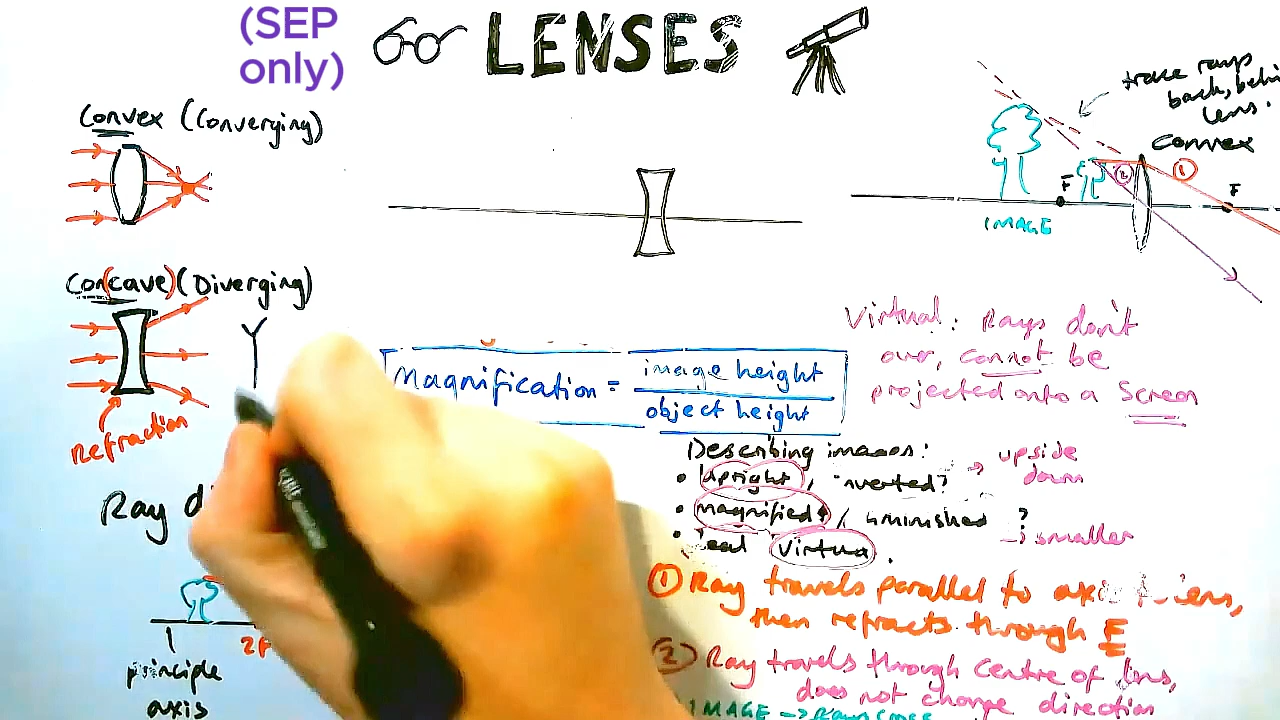 (SEP
only)
LENSES
Convex (Converging)
Concave) (Diverging)
Refraction
Ray
principle
axis
2F
trace rays
back, behi
lens.
convex
1
2
F
F
IMAGE
Magnification = image height
object height
Virtual: Rays don't
cannot be
projected onto a screen
Describing images:
• Upright, inverted? → upside
down
• magnified / diminished ?
smaller
• real virtual
1 Ray travels parallel to axis to lens,
then refracts through F
2 Ray travels through centre of lens,
does not change direction
IMAGE →